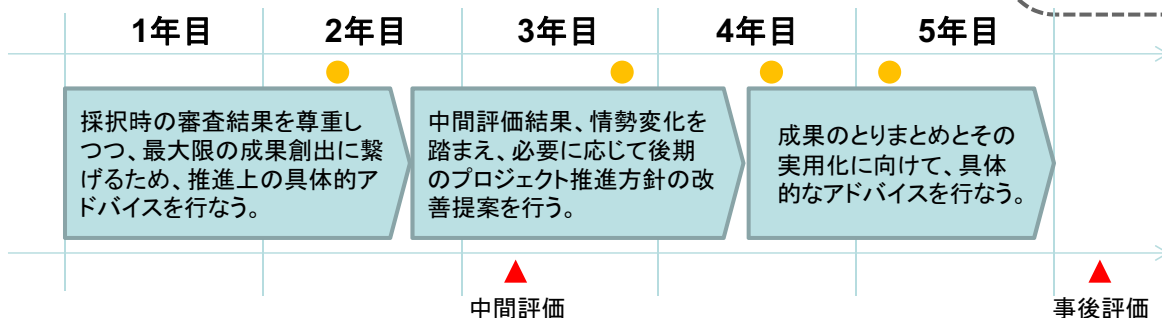 1年目
2年目
3年目
4年目
5年目
採択時の審査結果を尊重し
つつ、最大限の成果創出に繋
げるため、推進上の具体的ア
ドバイスを行なう。
中間評価結果、情勢変化を
踏まえ、必要に応じて後期
のプロジェクト推進方針の改
善提案を行う。
成果のとりまとめとその
実用化に向けて、具体
的なアドバイスを行なう。
中間評価
事後評価